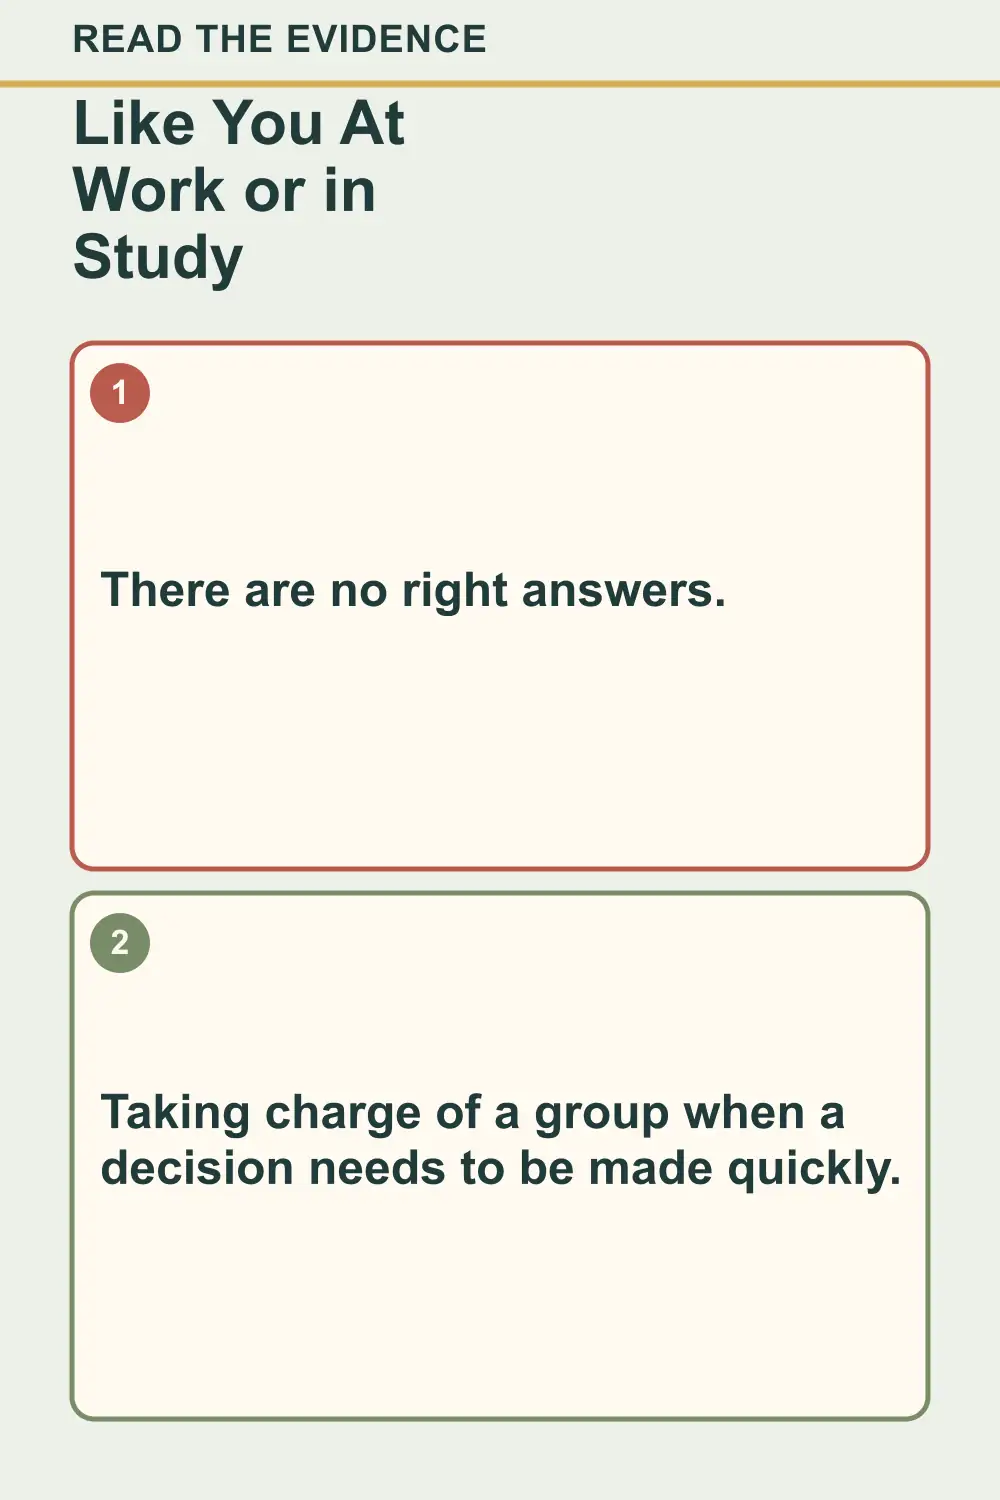 READ THE EVIDENCE
Like You At
Work or in
Study
1
There are no right answers.
2
Taking charge of a group when a
decision needs to be made quickly.